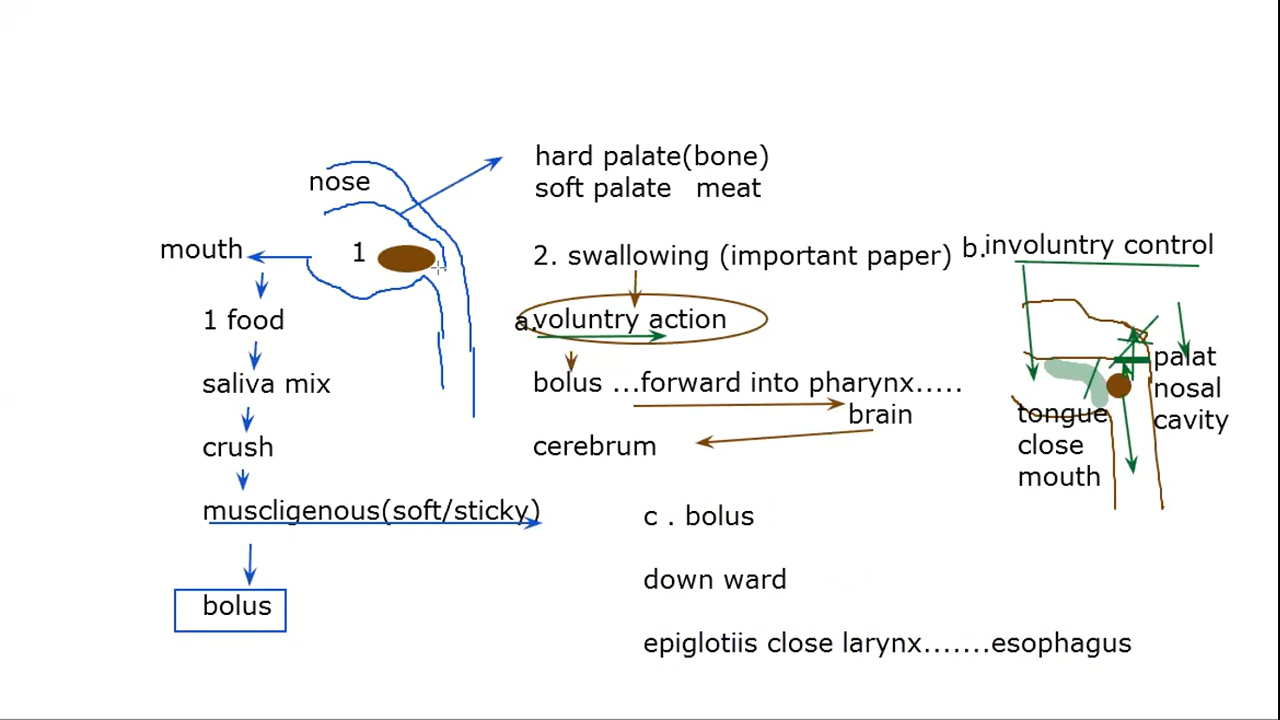 hard palate(bone)
nose
soft palate meat
mouth
1
2. swallowing (important paper)
b.involuntry control
1 food
a.voluntry action
saliva mix
bolus ...forward into pharynx.....
brain
palat
nosal
cavity
crush
cerebrum
tongue
close
mouth
muscligenous(soft/sticky)
c . bolus
bolus
down ward
epiglotiis close larynx.......esophagus